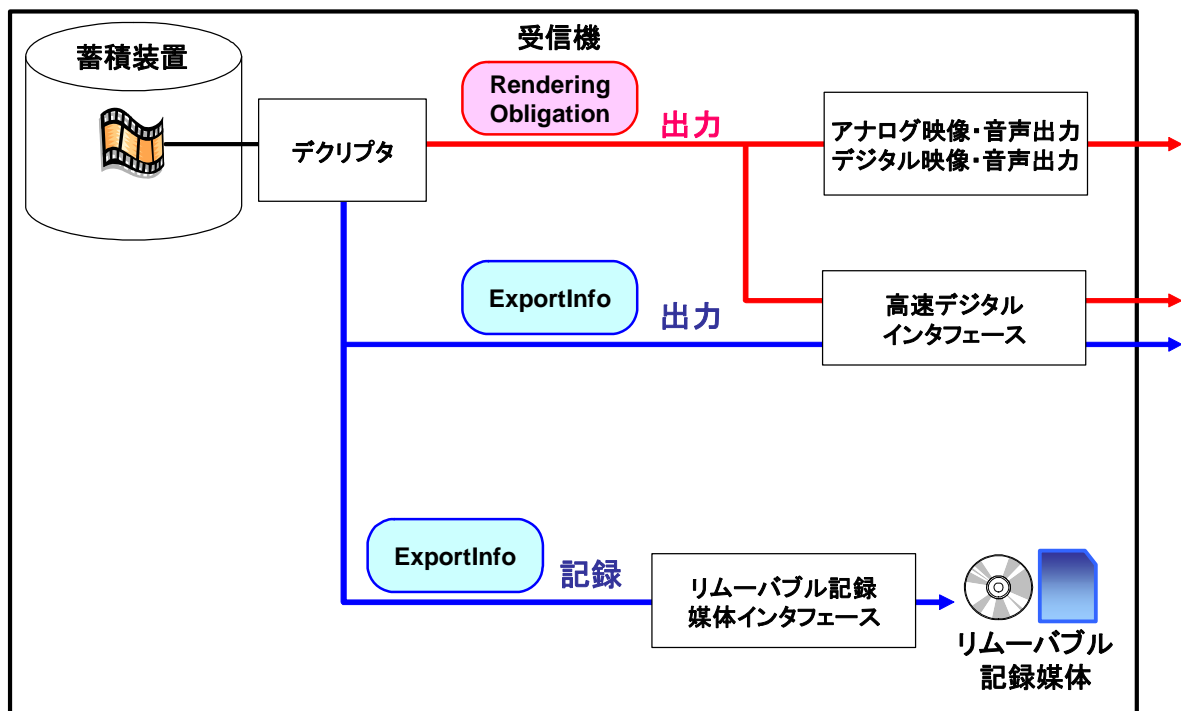 受信機
蓄積装置
Rendering
Obligation
出力
デクリプタ
アナログ映像・音声出力
デジタル映像・音声出力
ExportInfo
出力
高速デジタル
インタフェース
ExportInfo
記録
リムーバブル記録
媒体インタフェース
リムーバブル
記録媒体